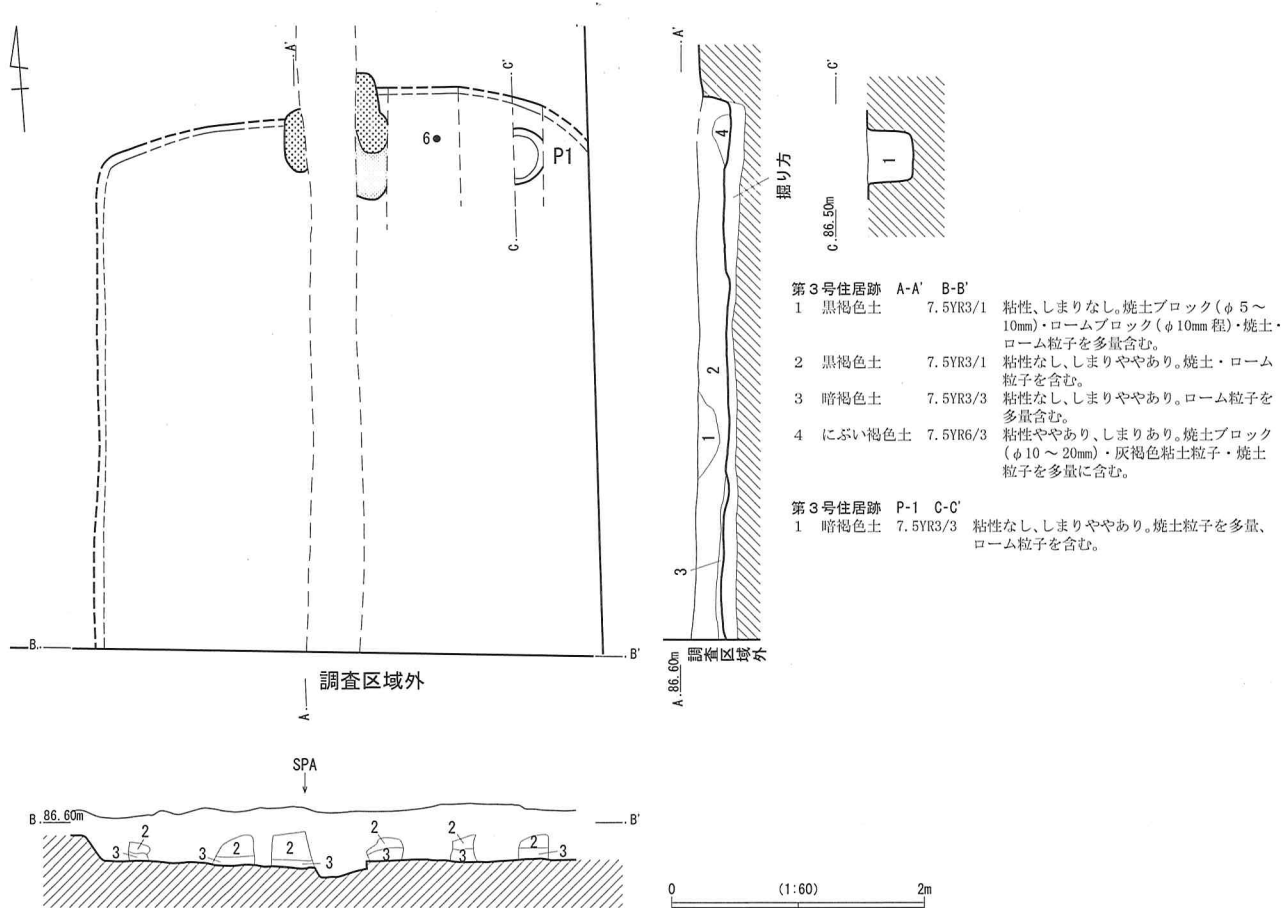 A'
C'
6
P1
C
B
B'
調査区域外
A
SPA
B 86.60m
B'
2
3
3
2
2
3
2
3
2
3
2
3
A'
4
掘り方
2
1
3
A 86.60m
調査区域外
C'
1
C 86.50m
第3号住居跡 A-A' B-B'
1 黒褐色土 7.5YR3/1 粘性、しまりなし。焼土ブロック(φ5～
10mm)・ロームブロック(φ10mm程)・焼土・
ローム粒子を多量含む。
2 黒褐色土 7.5YR3/1 粘性なし、しまりややあり。焼土・ローム
粒子を含む。
3 暗褐色土 7.5YR3/3 粘性なし、しまりややあり。ローム粒子を
多量含む。
4 にぶい褐色土 7.5YR6/3 粘性ややあり、しまりあり。焼土ブロック
(φ10～20mm)・灰褐色粘土粒子・焼土
粒子を多量に含む。
第3号住居跡 P-1 C-C'
1 暗褐色土 7.5YR3/3 粘性なし、しまりややあり。焼土粒子を多量、
ローム粒子を含む。
0 (1:60) 2m